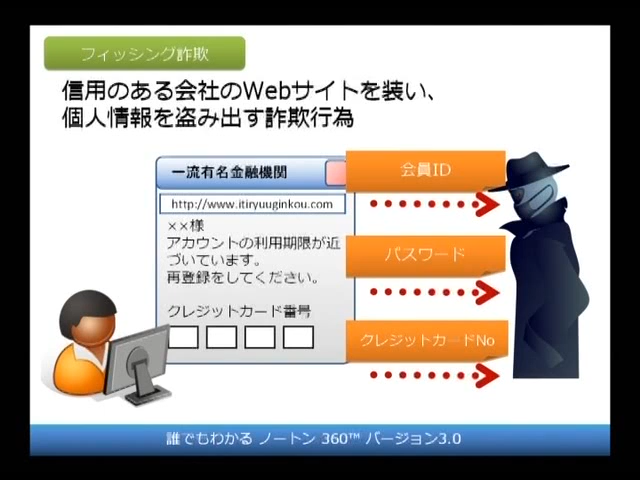 フィッシング詐欺
信用のある会社のWebサイトを装い、
個人情報を盗み出す詐欺行為
一流有名金融機関
http://www.itiryuuginkou.com
××様
アカウントの利用期限が近
づいています。
再登録をしてください。
クレジットカード番号
会員ID
パスワード
クレジットカードNo
誰でもわかる ノートン 360™ バージョン3.0